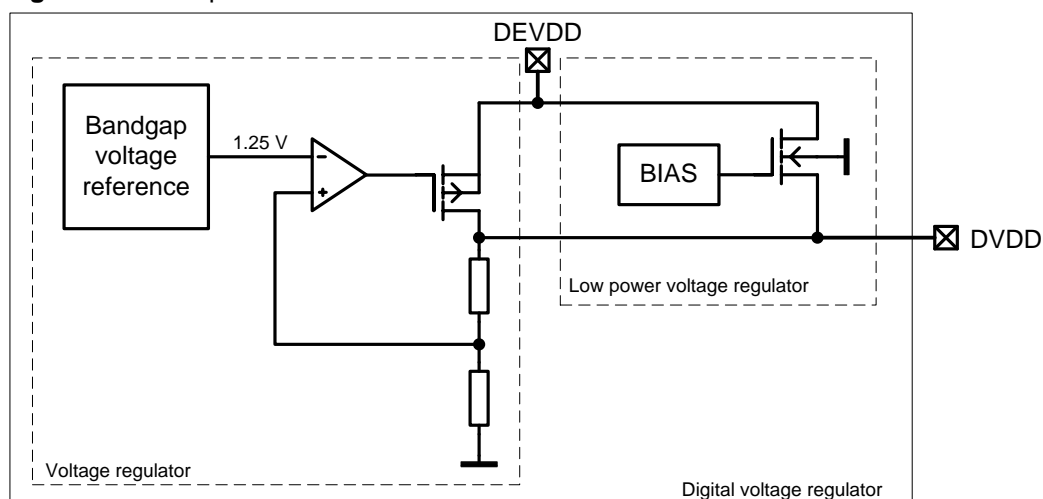 DEVDD
Bandgap
voltage
reference
1.25 V
-
+
BIAS
DVDD
Low power voltage regulator
Voltage regulator
Digital voltage regulator